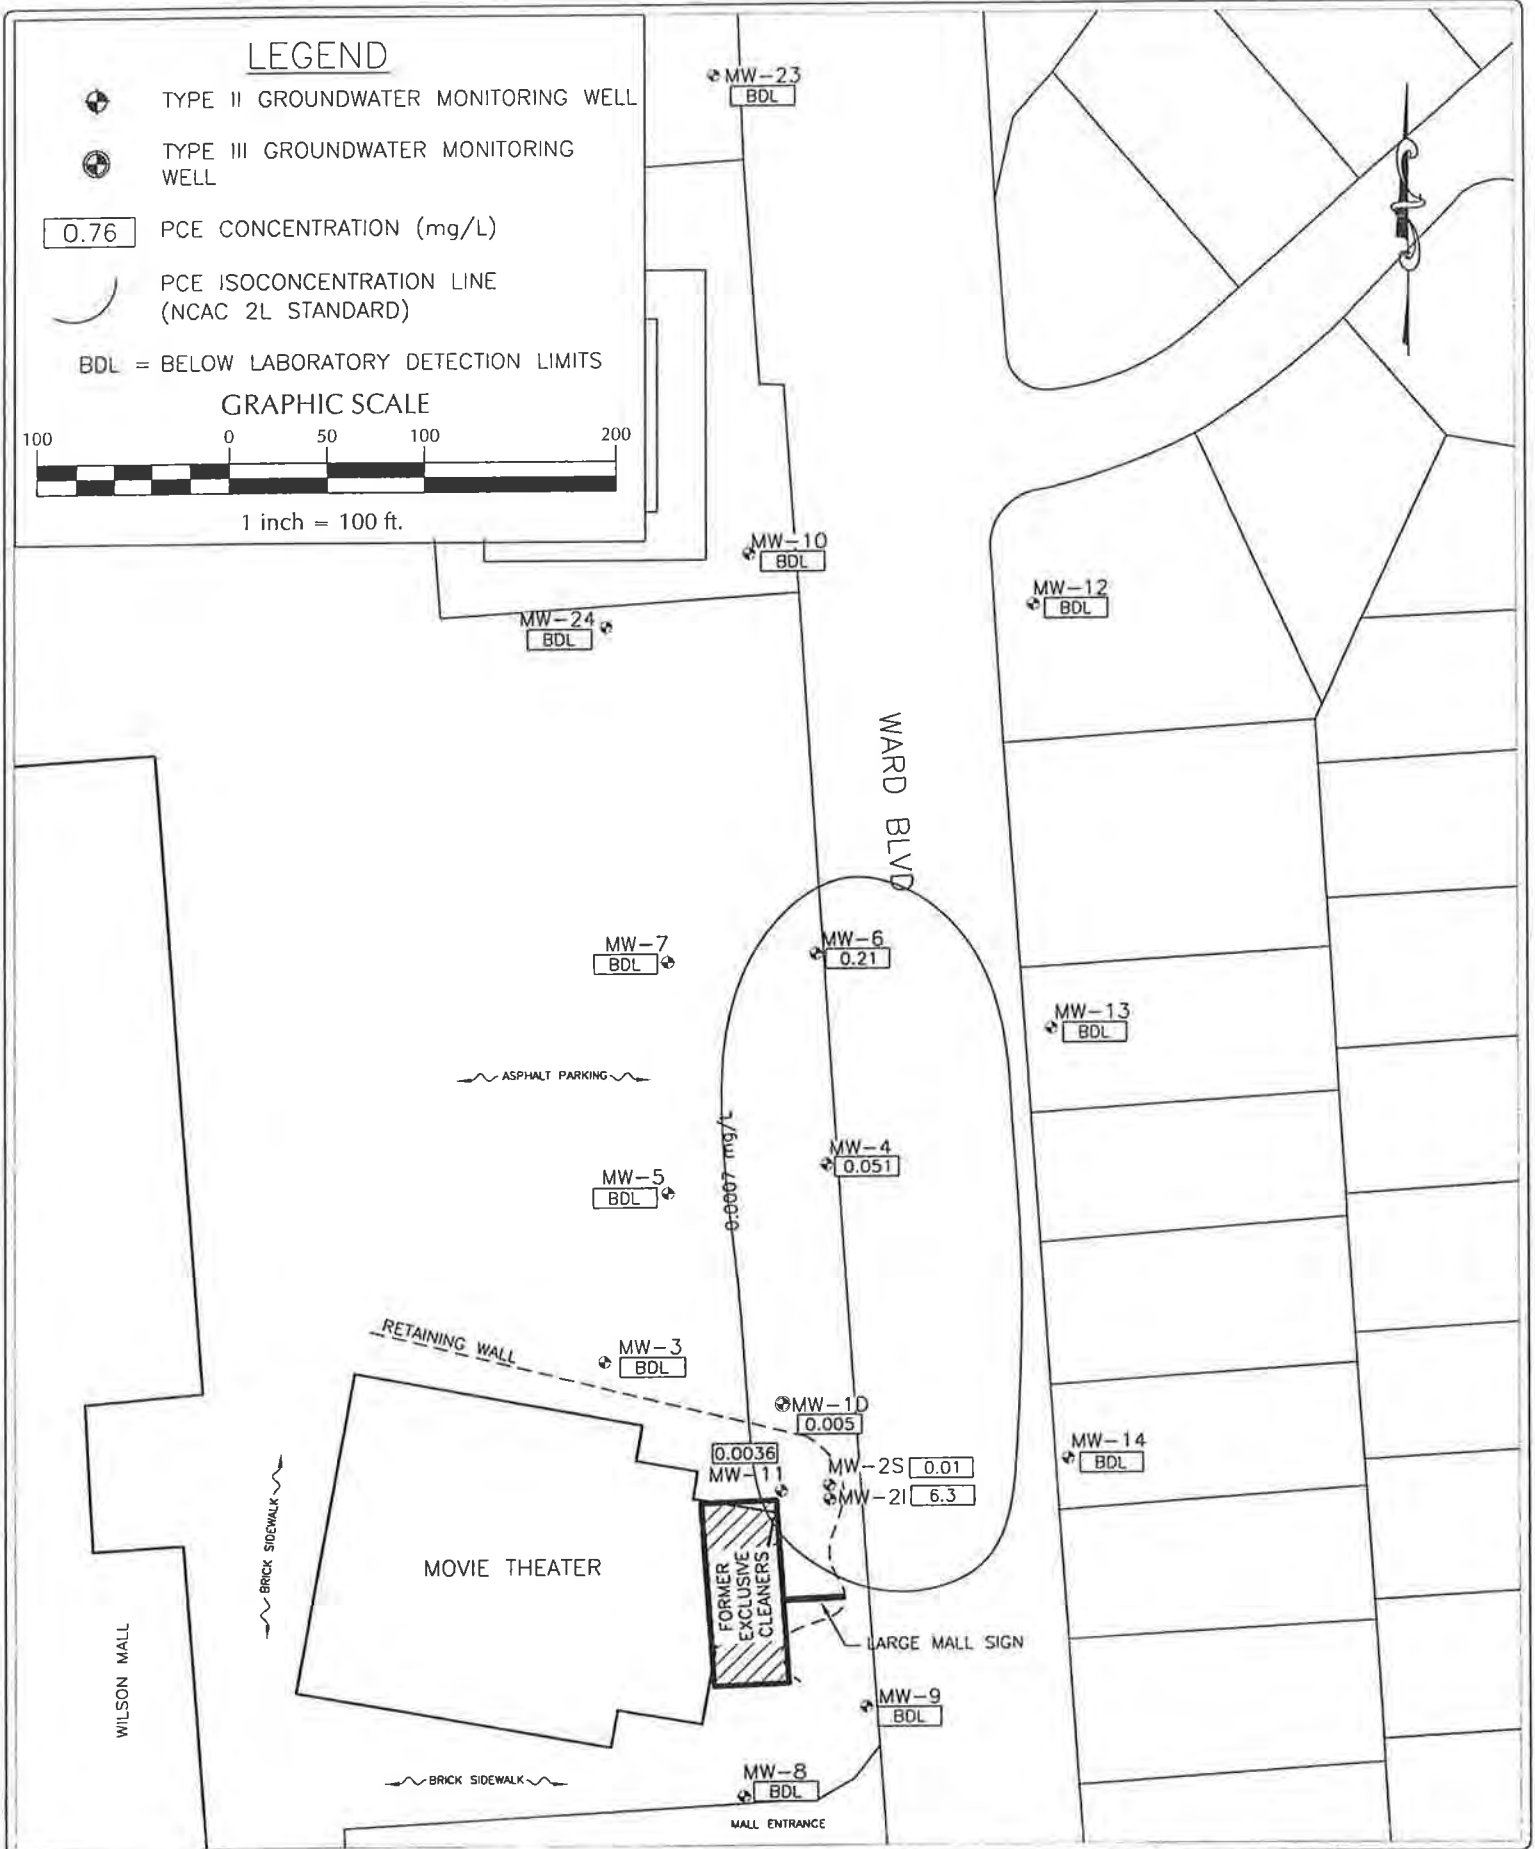 LEGEND
TYPE II GROUNDWATER MONITORING WELL
TYPE III GROUNDWATER MONITORING
WELL
0.76 PCE CONCENTRATION (mg/L)
PCE ISOCONCENTRATION LINE
(NCAC 2L STANDARD)
BDL = BELOW LABORATORY DETECTION LIMITS
GRAPHIC SCALE
100 0 50 100 200
1 inch = 100 ft.
MW-23
BDL
MW-10
BDL
MW-12
BDL
MW-24
BDL
WARD BLVD
MW-7
BDL
MW-6
0.21
MW-13
BDL
ASPHALT PARKING
0.0007 mg/L
MW-4
0.051
MW-5
BDL
RETAINING WALL
MW-3
BDL
MW-1D
0.005
0.0036
MW-11
MW-2S 0.01
MW-2I 6.3
MW-14
BDL
BRICK SIDEWALK
MOVIE THEATER
FORMER
EXCLUSIVE
CLEANERS
LARGE MALL SIGN
WILSON MALL
MW-9
BDL
BRICK SIDEWALK
MW-8
BDL
MALL ENTRANCE